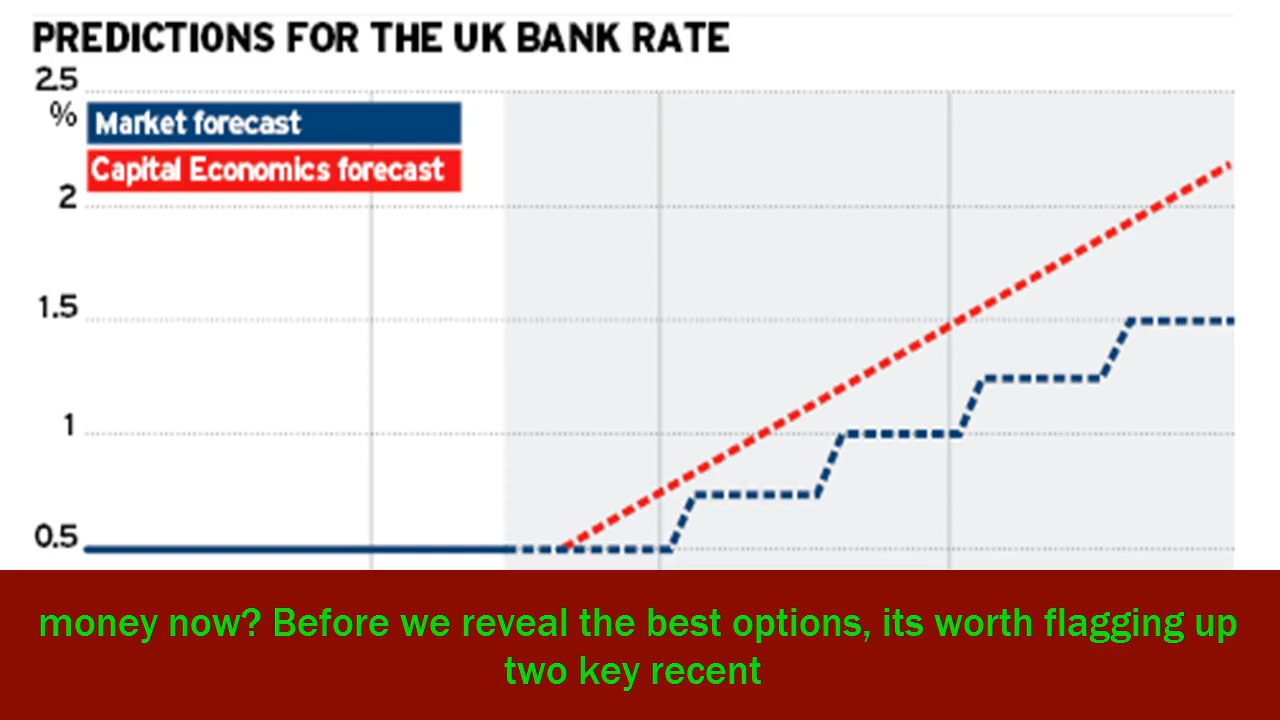 PREDICTIONS FOR THE UK BANK RATE
2.5
%
Market forecast
Capital Economics forecast
2
1.5
1
0.5
money now? Before we reveal the best options, its worth flagging up
two key recent